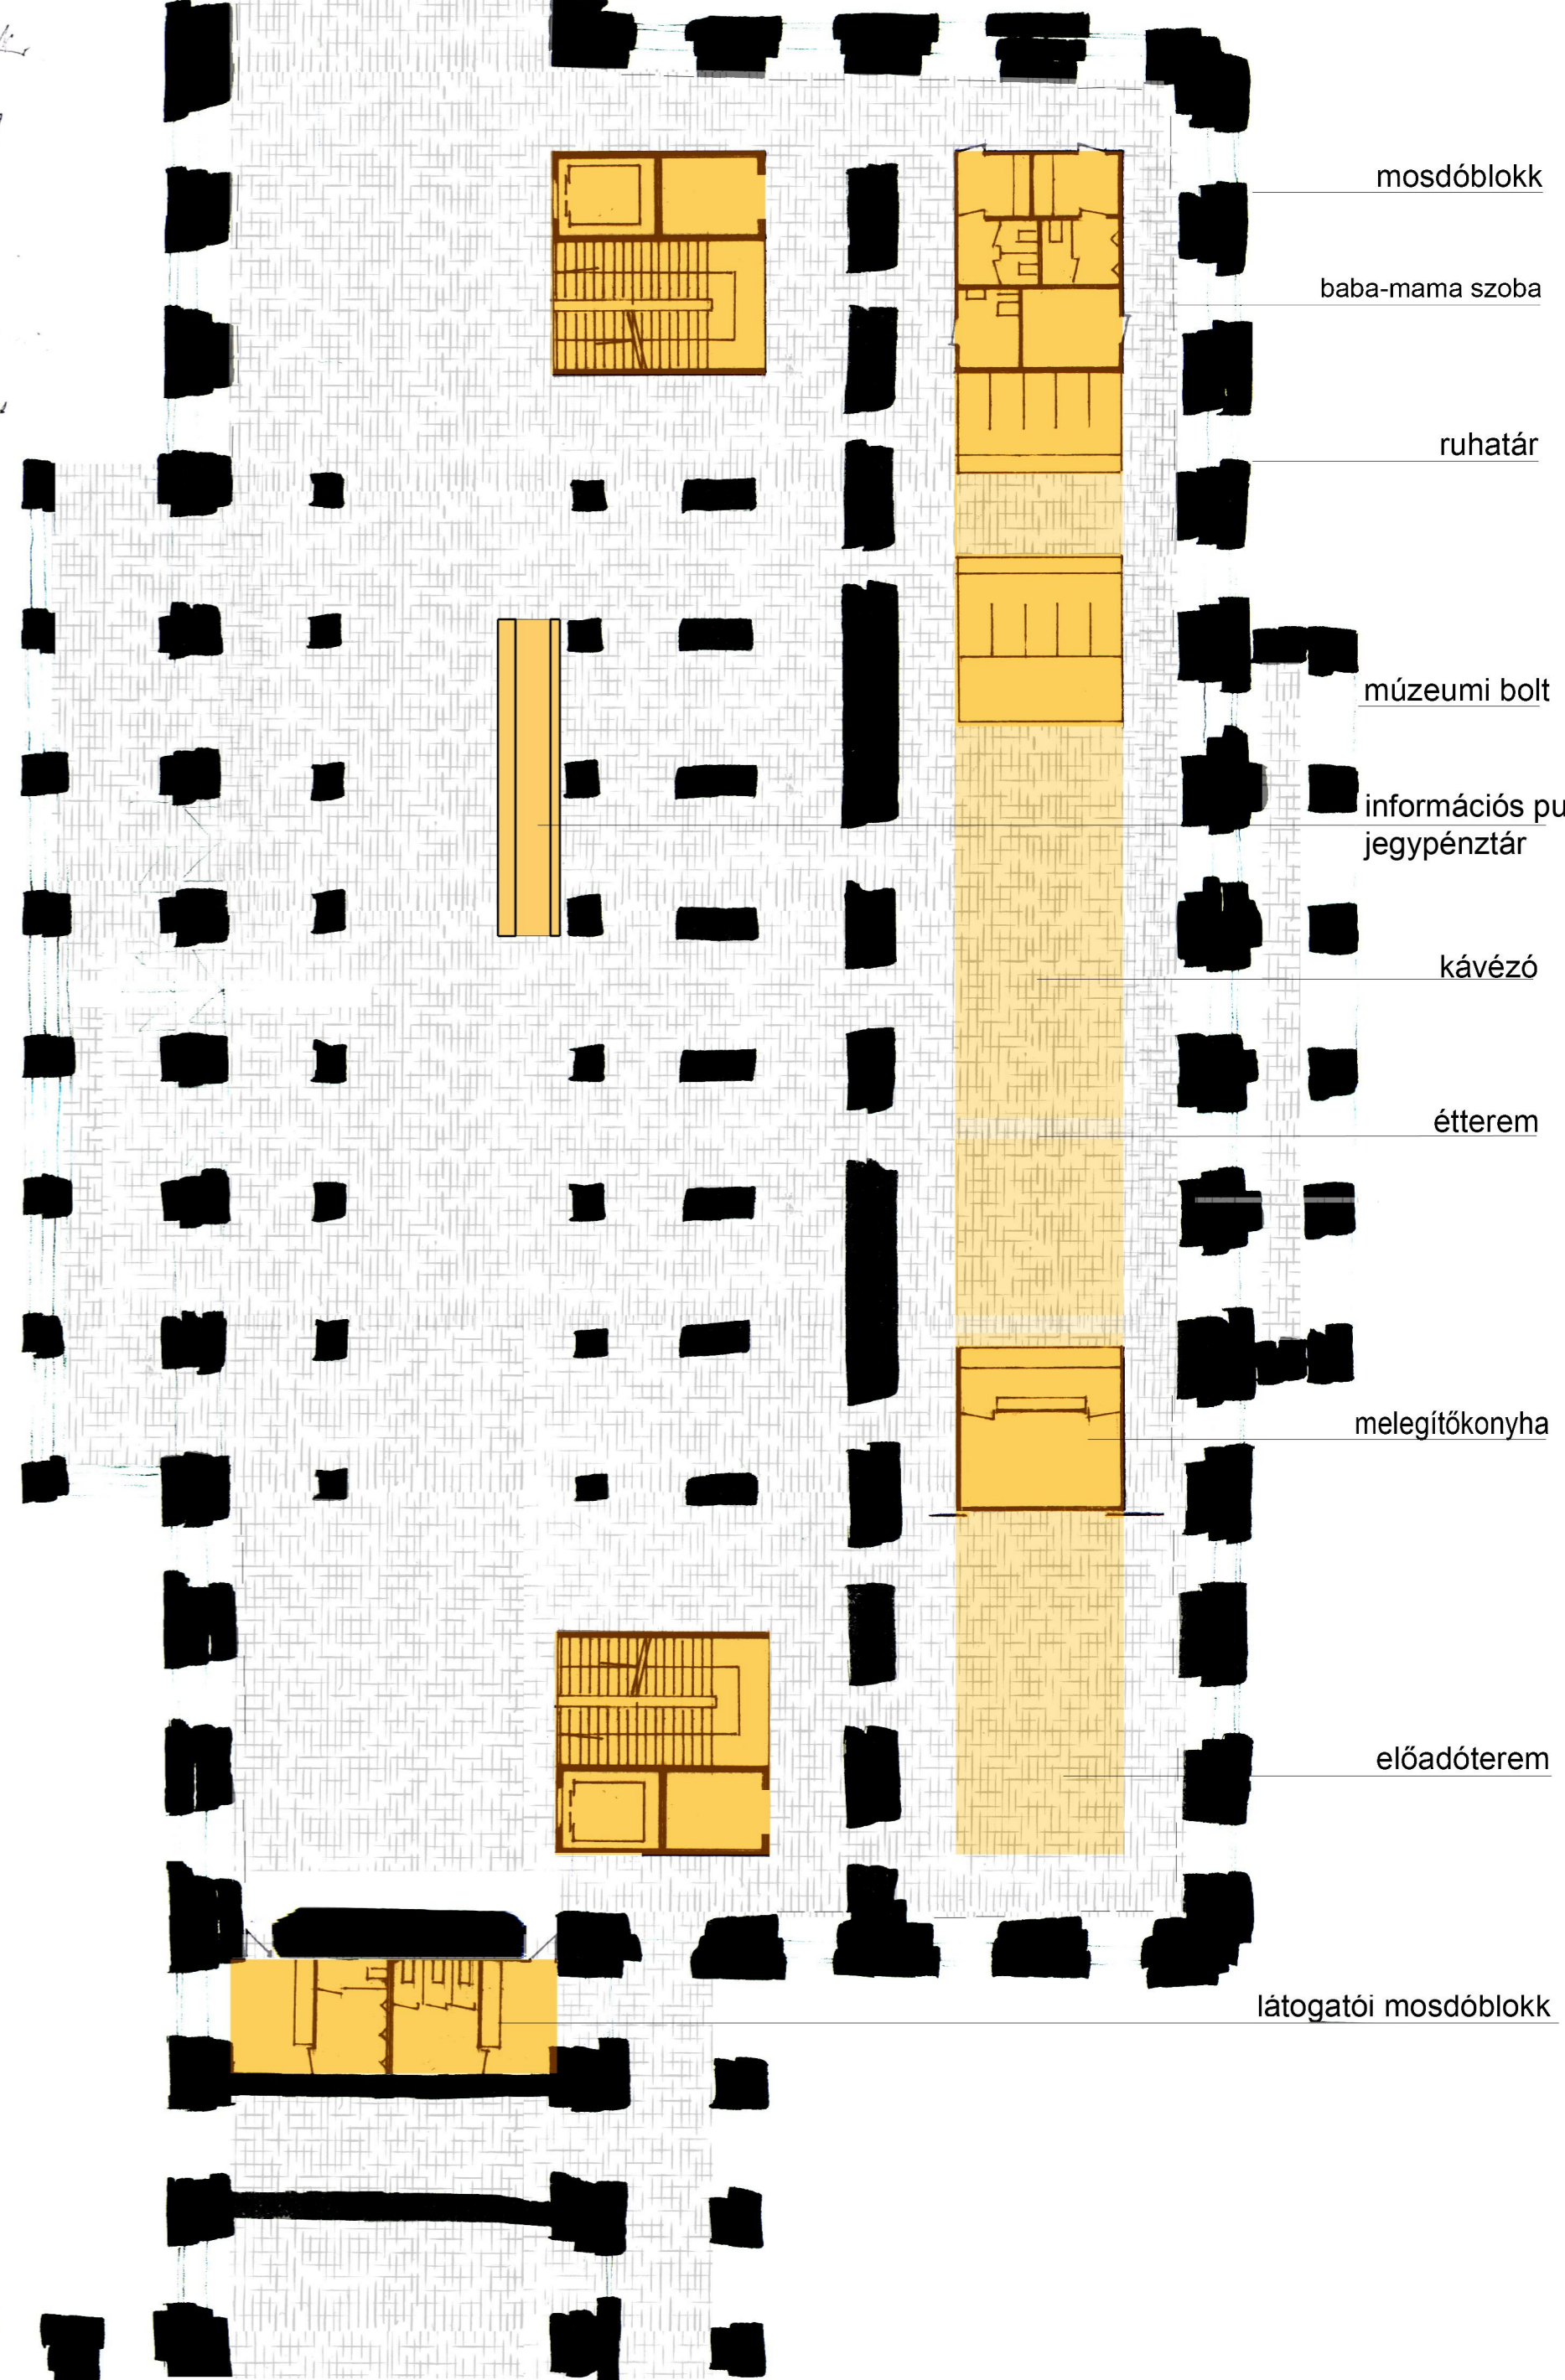 mosdóblokk
baba-mama szoba
ruhatár
múzeumi bolt
információs pu
jegypénztár
kávézó
étterem
melegítőkonyha
előadóterem
látogatói mosdóblokk